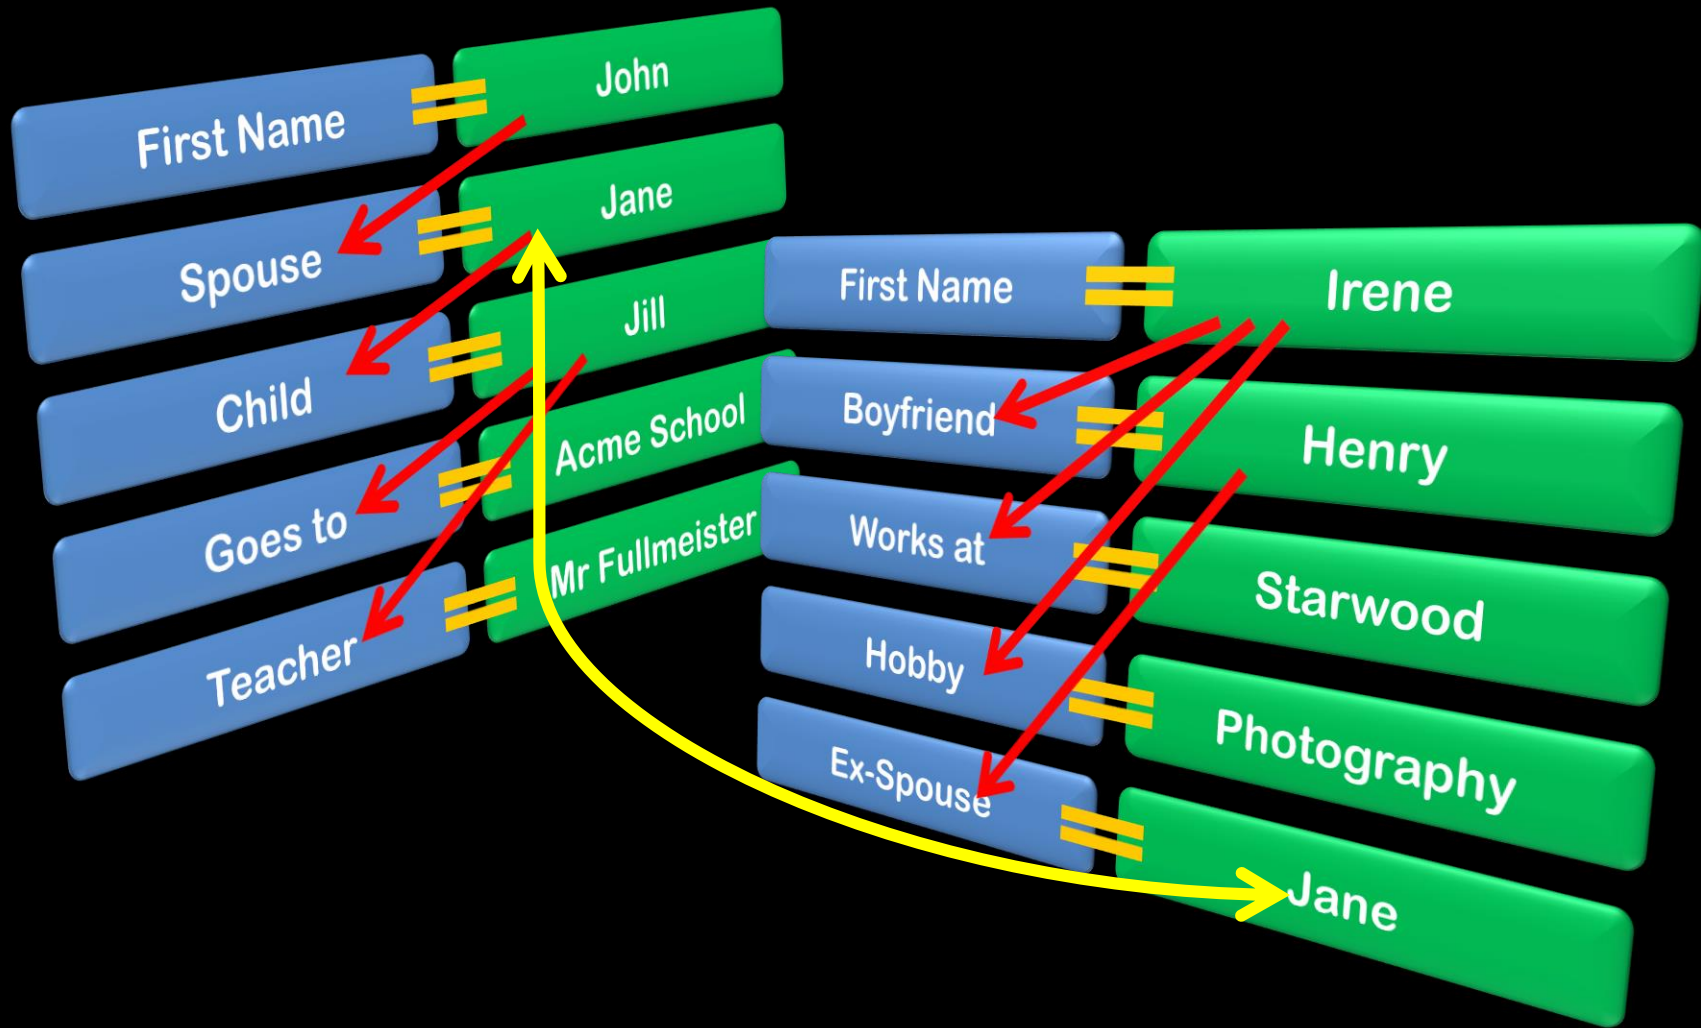 First Name
John
Spouse
Jane
Child
Jill
Goes to
Acme School
Teacher
Mr Fullmeister
First Name
Irene
Boyfriend
Henry
Works at
Starwood
Hobby
Photography
Ex-Spouse
Jane